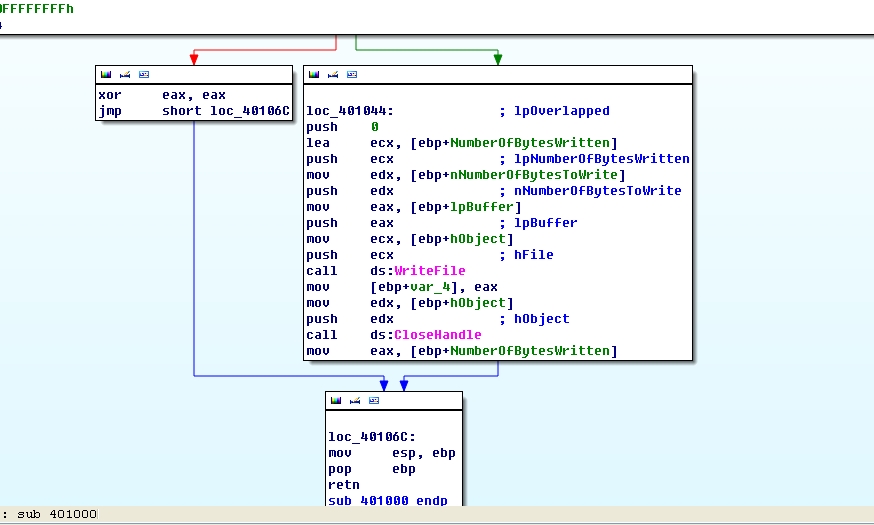 0FFFFFFFFh
xor eax, eax
jmp short loc_40106C
loc_401044: ; lpOverlapped
push 0
lea ecx, [ebp+NumberOfBytesWritten]
push ecx ; lpNumberOfBytesWritten
mov edx, [ebp+nNumberOfBytesToWrite]
push edx ; nNumberOfBytesToWrite
mov eax, [ebp+lpBuffer]
push eax ; lpBuffer
mov ecx, [ebp+hObject]
push ecx ; hFile
call ds:WriteFile
mov [ebp+var_4], eax
mov edx, [ebp+hObject]
push edx ; hObject
call ds:CloseHandle
mov eax, [ebp+NumberOfBytesWritten]
loc_40106C:
mov esp, ebp
pop ebp
retn
sub_401000 endp
: sub_401000